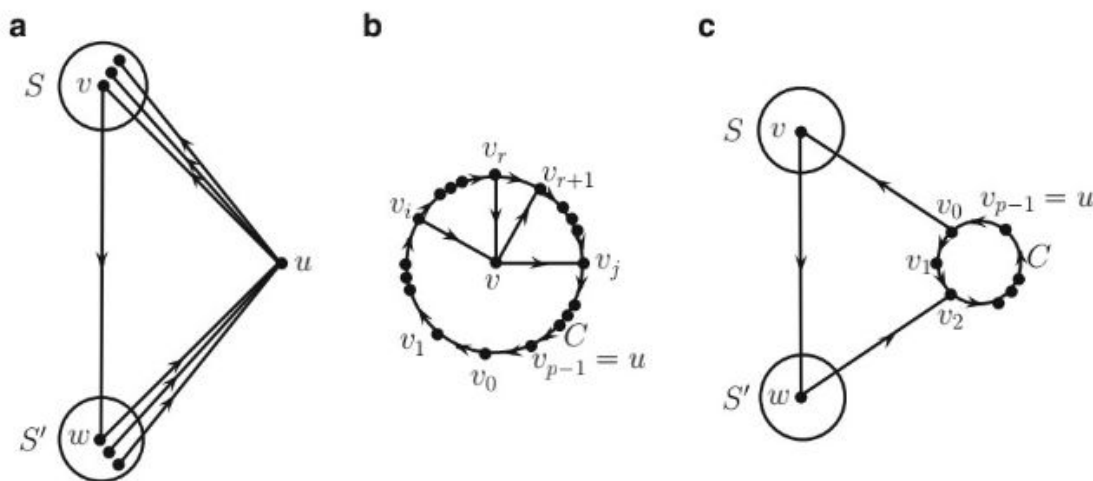 a
S
v
u
S′
w
b
v_r
v_{r+1}
v_i
v
v_j
v_1
C
v_0
v_{p−1} = u
c
S
v
v_0
v_{p−1} = u
v_1
C
v_2
S′
w